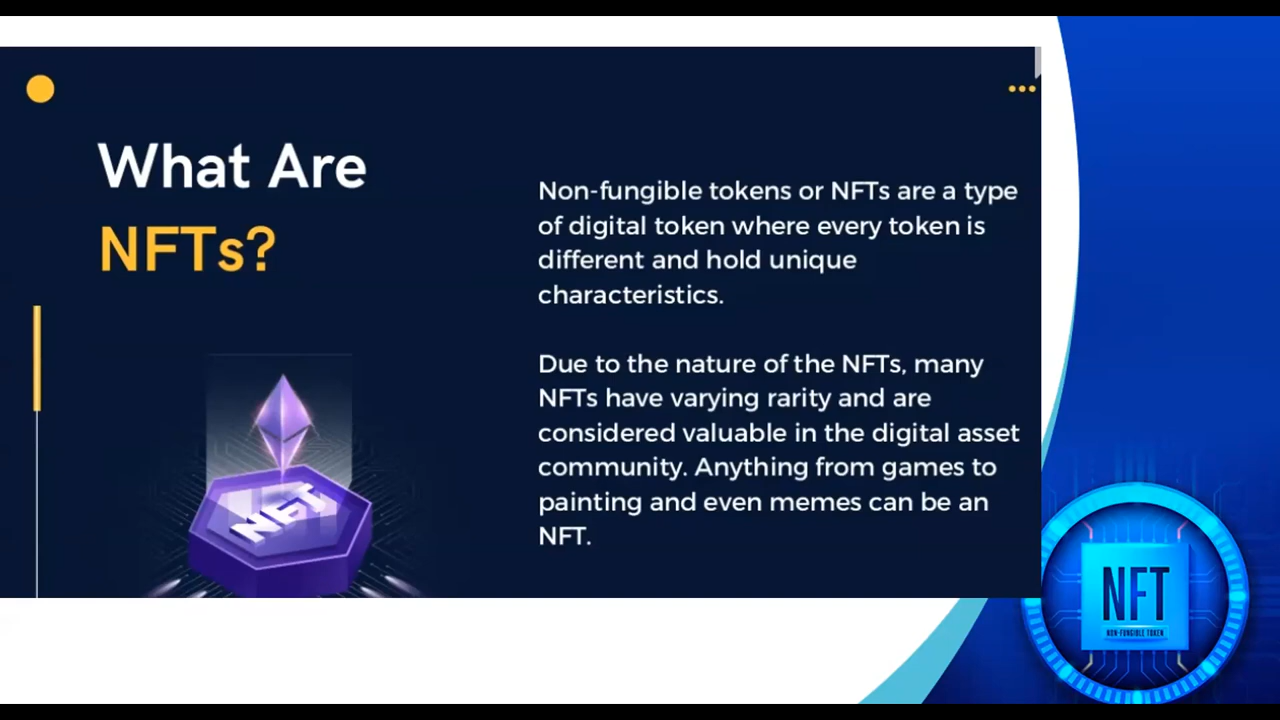 What Are
NFTs?
Non-fungible tokens or NFTs are a type
of digital token where every token is
different and hold unique
characteristics.
Due to the nature of the NFTs, many
NFTs have varying rarity and are
considered valuable in the digital asset
community. Anything from games to
painting and even memes can be an
NFT.
NFT
NFT
NON-FUNGIBLE TOKEN